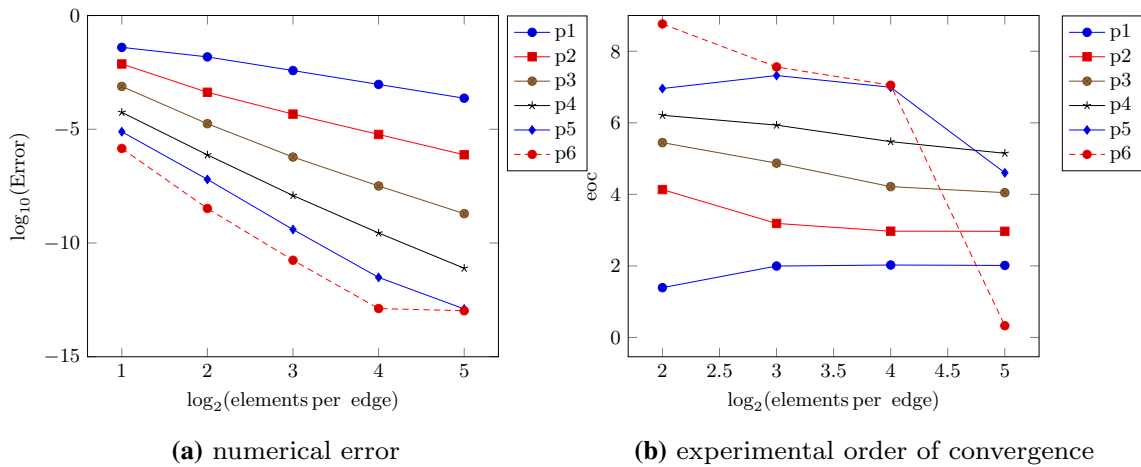 0
−5
−10
−15
1 2 3 4 5
log₁₀(Error)
log₂(elements per edge)
p1
p2
p3
p4
p5
p6
(a) numerical error
8
6
4
2
0
2 2.5 3 3.5 4 4.5 5
eoc
log₂(elements per edge)
p1
p2
p3
p4
p5
p6
(b) experimental order of convergence